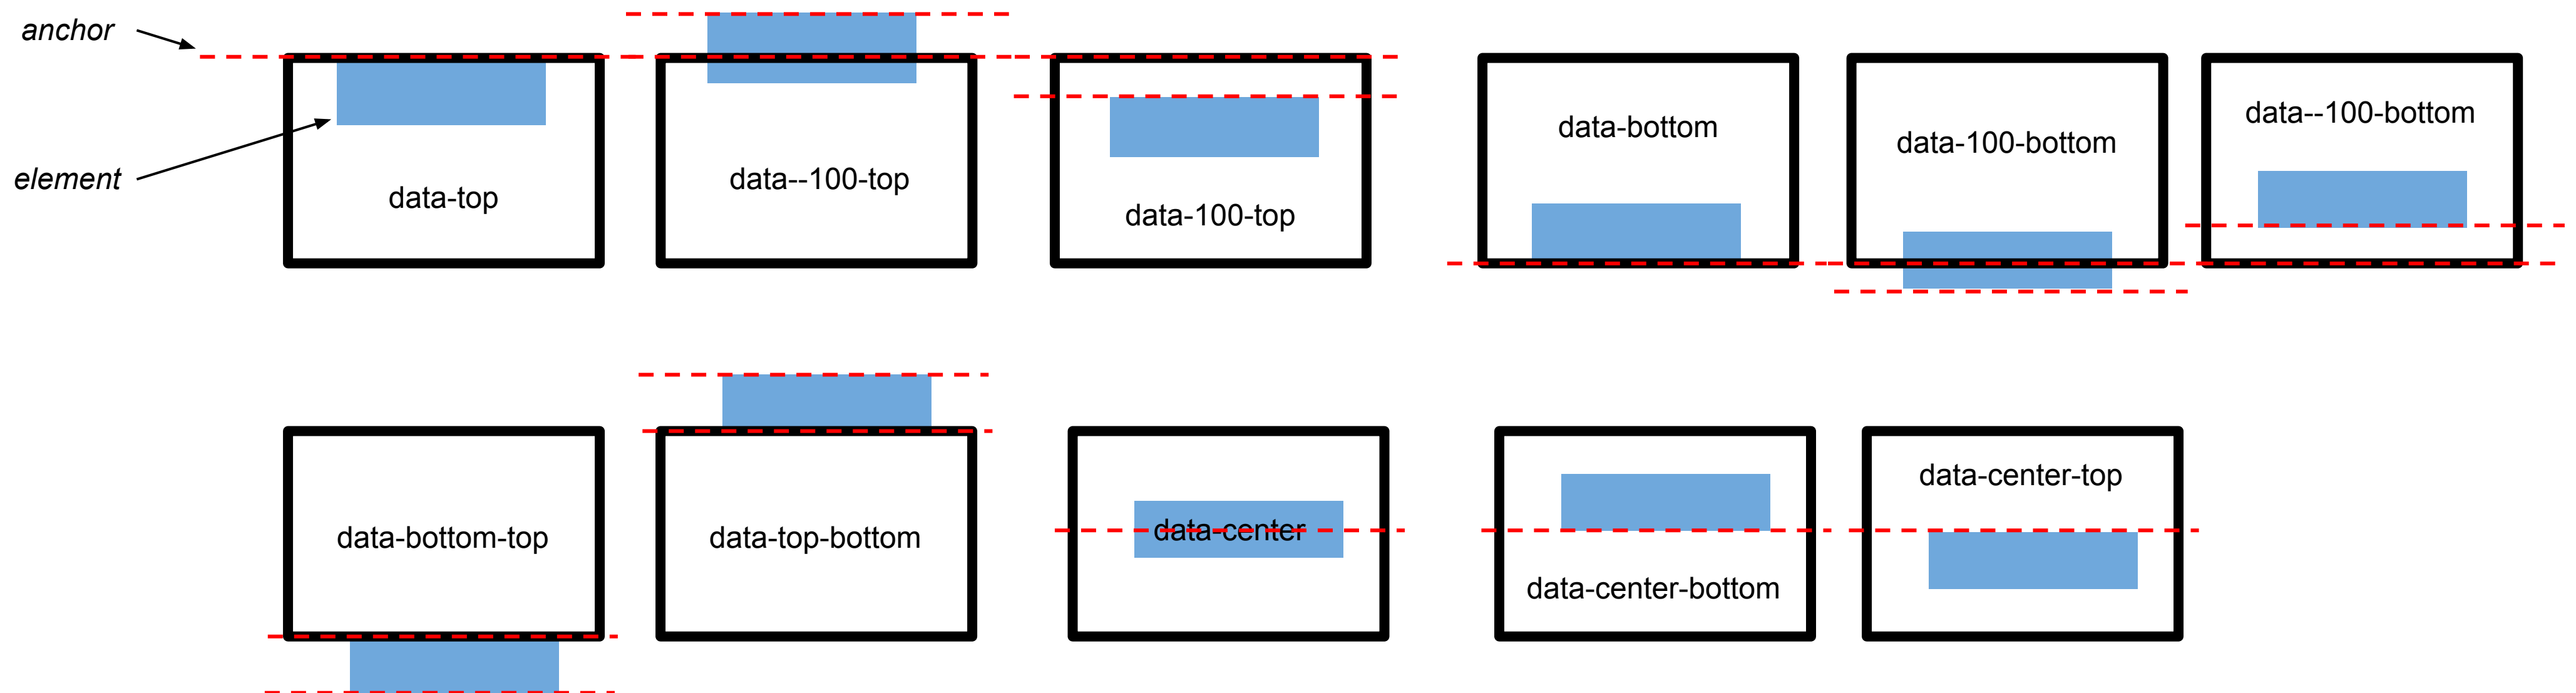 anchor
element
data-top
data--100-top
data-100-top
data-bottom
data-100-bottom
data--100-bottom
data-bottom-top
data-top-bottom
data-center
data-center-bottom
data-center-top